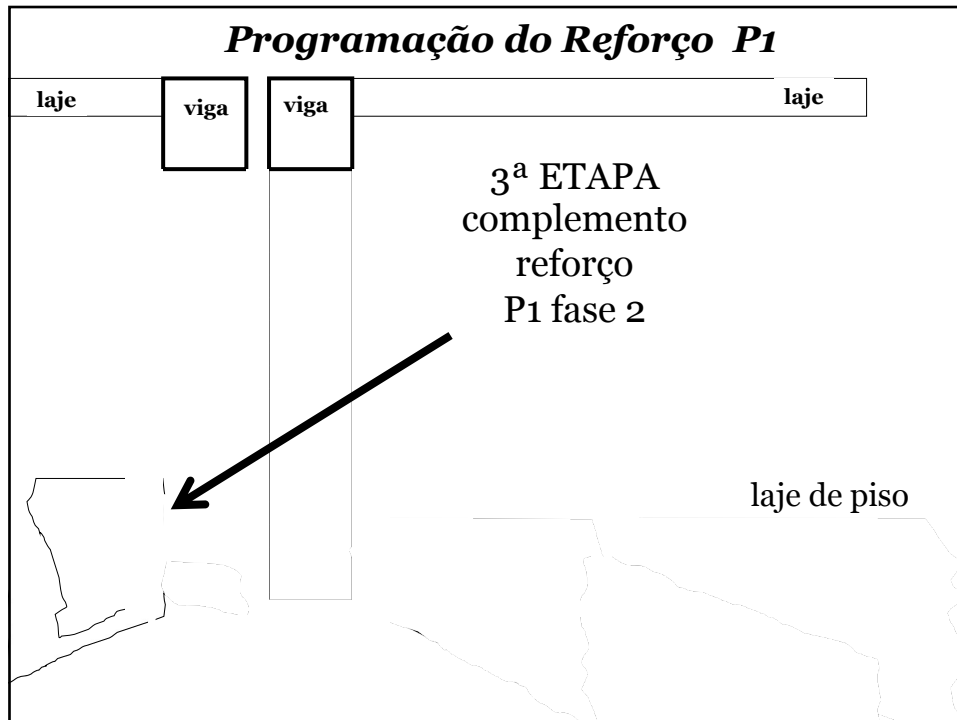 Programação do Reforço P1
laje
viga
viga
laje
3ª ETAPA
complemento
reforço
P1 fase 2
laje de piso